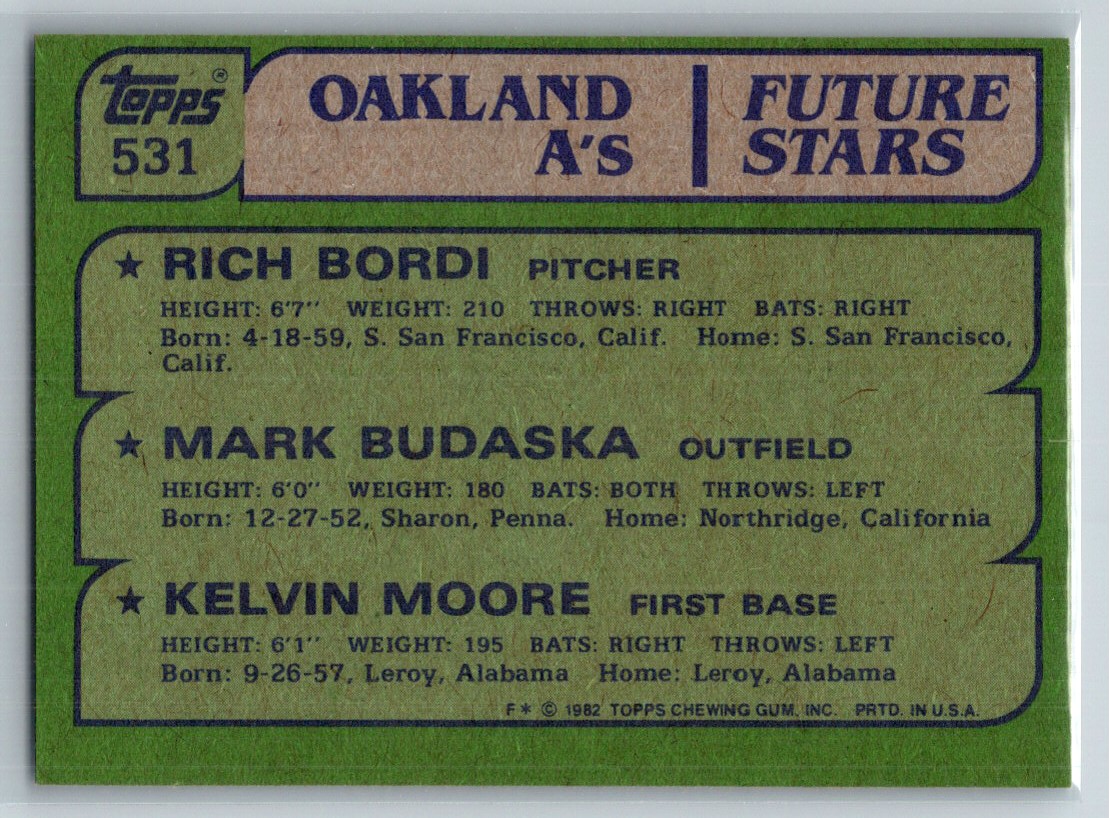 Topps®
531
OAKLAND
A'S
FUTURE
STARS
★ RICH BORDI PITCHER
HEIGHT: 6'7" WEIGHT: 210 THROWS: RIGHT BATS: RIGHT
Born: 4-18-59, S. San Francisco, Calif. Home: S. San Francisco,
Calif.
★ MARK BUDASKA OUTFIELD
HEIGHT: 6'0" WEIGHT: 180 BATS: BOTH THROWS: LEFT
Born: 12-27-52, Sharon, Penna. Home: Northridge, California
★ KELVIN MOORE FIRST BASE
HEIGHT: 6'1" WEIGHT: 195 BATS: RIGHT THROWS: LEFT
Born: 9-26-57, Leroy, Alabama Home: Leroy, Alabama
F* © 1982 TOPPS CHEWING GUM, INC. PRTD. IN U.S.A.